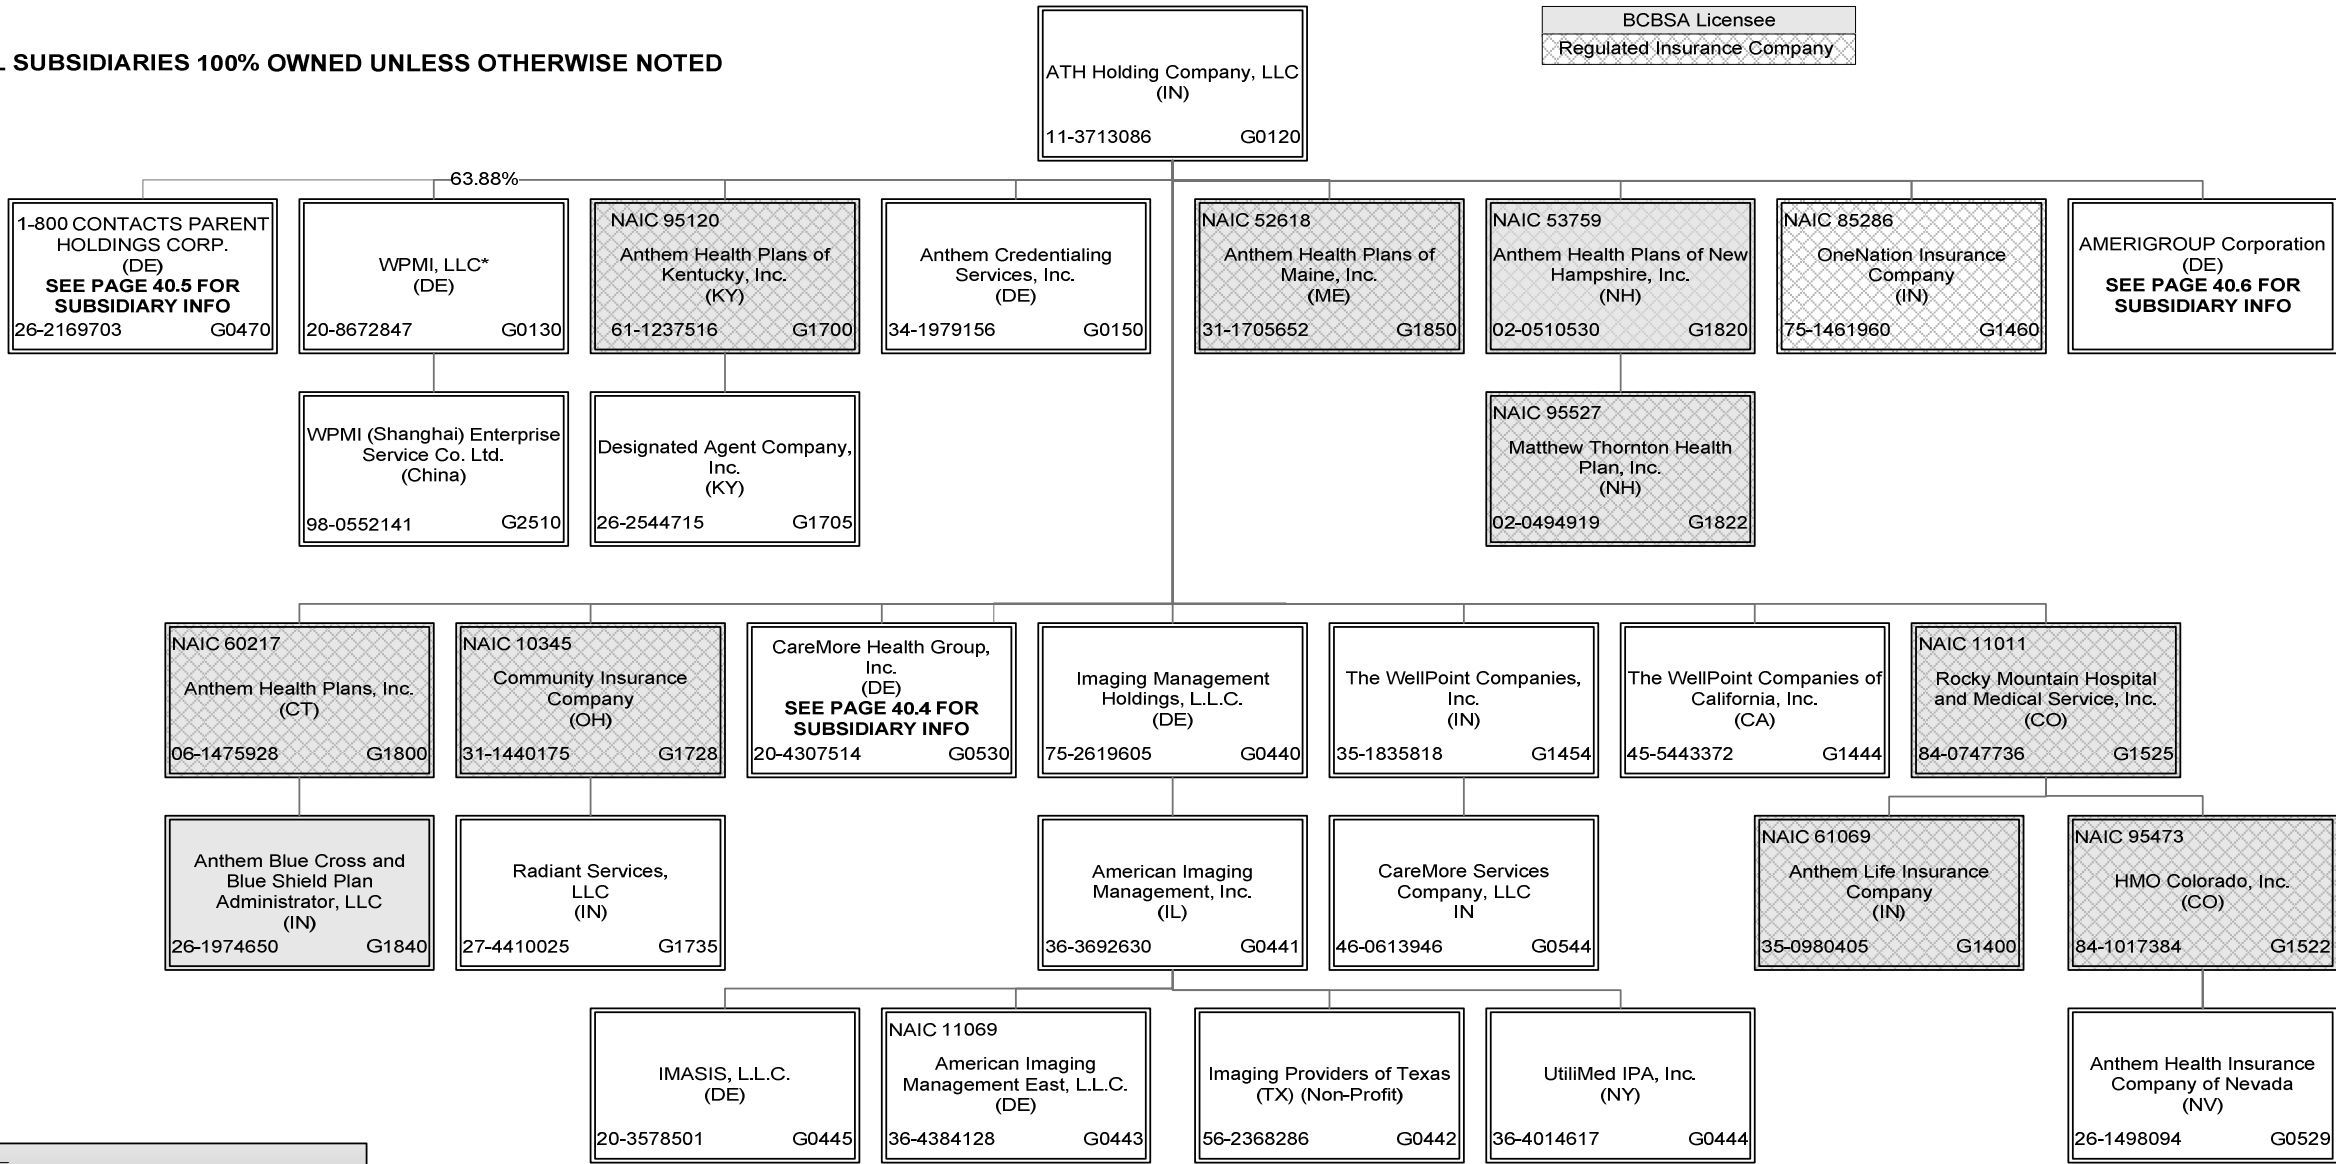 L SUBSIDIARIES 100% OWNED UNLESS OTHERWISE NOTED
BCBSA Licensee
Regulated Insurance Company
ATH Holding Company, LLC
(IN)
11-3713086 G0120
63.88%
1-800 CONTACTS PARENT
HOLDINGS CORP.
(DE)
SEE PAGE 40.5 FOR
SUBSIDIARY INFO
26-2169703 G0470
WPMI, LLC*
(DE)
20-8672847 G0130
NAIC 95120
Anthem Health Plans of
Kentucky, Inc.
(KY)
61-1237516 G1700
Anthem Credentialing
Services, Inc.
(DE)
34-1979156 G0150
NAIC 52618
Anthem Health Plans of
Maine, Inc.
(ME)
31-1705652 G1850
NAIC 53759
Anthem Health Plans of New
Hampshire, Inc.
(NH)
02-0510530 G1820
NAIC 85286
OneNation Insurance
Company
(IN)
75-1461960 G1460
AMERIGROUP Corporation
(DE)
SEE PAGE 40.6 FOR
SUBSIDIARY INFO
WPMI (Shanghai) Enterprise
Service Co. Ltd.
(China)
98-0552141 G2510
Designated Agent Company,
Inc.
(KY)
26-2544715 G1705
NAIC 95527
Matthew Thornton Health
Plan, Inc.
(NH)
02-0494919 G1822
NAIC 60217
Anthem Health Plans, Inc.
(CT)
06-1475928 G1800
NAIC 10345
Community Insurance
Company
(OH)
31-1440175 G1728
CareMore Health Group,
Inc.
(DE)
SEE PAGE 40.4 FOR
SUBSIDIARY INFO
20-4307514 G0530
Imaging Management
Holdings, L.L.C.
(DE)
75-2619605 G0440
The WellPoint Companies,
Inc.
(IN)
35-1835818 G1454
The WellPoint Companies of
California, Inc.
(CA)
45-5443372 G1444
NAIC 11011
Rocky Mountain Hospital
and Medical Service, Inc.
(CO)
84-0747736 G1525
Anthem Blue Cross and
Blue Shield Plan
Administrator, LLC
(IN)
26-1974650 G1840
Radiant Services,
LLC
(IN)
27-4410025 G1735
American Imaging
Management, Inc.
(IL)
36-3692630 G0441
CareMore Services
Company, LLC
IN
46-0613946 G0544
NAIC 61069
Anthem Life Insurance
Company
(IN)
35-0980405 G1400
NAIC 95473
HMO Colorado, Inc.
(CO)
84-1017384 G1522
IMASIS, L.L.C.
(DE)
20-3578501 G0445
NAIC 11069
American Imaging
Management East, L.L.C.
(DE)
36-4384128 G0443
Imaging Providers of Texas
(TX) (Non-Profit)
56-2368286 G0442
UtiliMed IPA, Inc.
(NY)
36-4014617 G0444
Anthem Health Insurance
Company of Nevada
(NV)
26-1498094 G0529